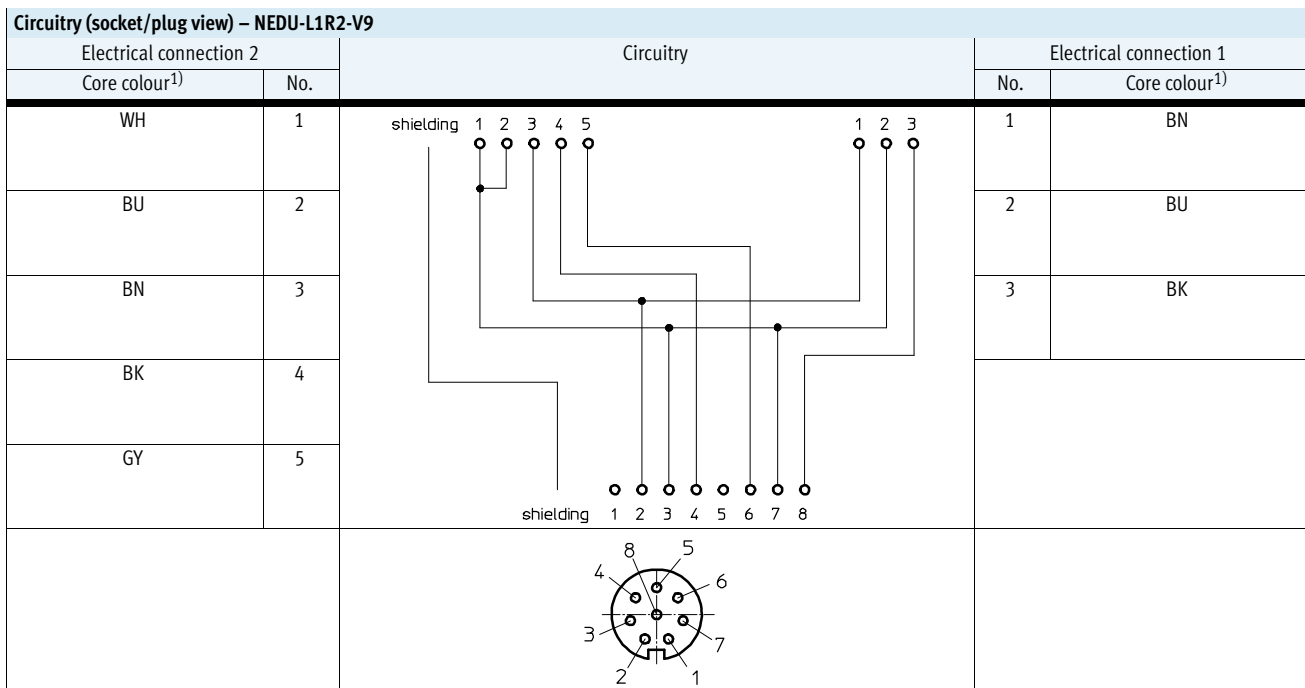 Circuitry (socket/plug view) – NEDU-L1R2-V9
Electrical connection 2 Circuitry Electrical connection 1
Core colour1) No. No. Core colour1)
WH 1 shielding 1 2 3 4 5 1 2 3 1 BN
BU 2 2 BU
BN 3 3 BK
BK 4
GY 5
shielding 1 2 3 4 5 6 7 8
8 5
4 6
3 7
2 1